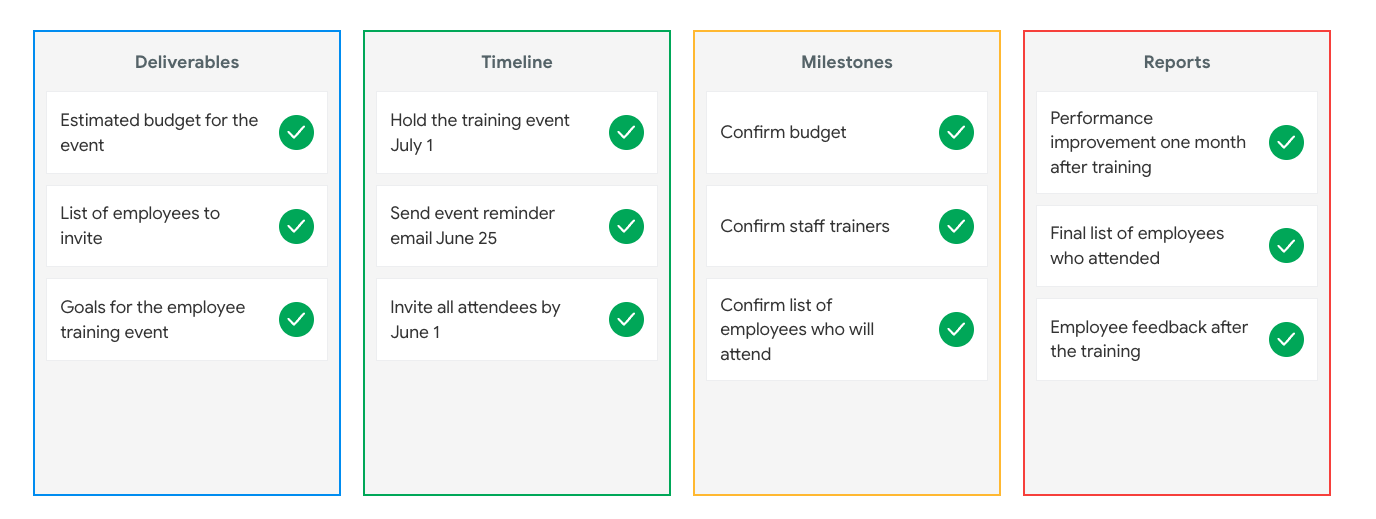 Deliverables
Estimated budget for the
event
List of employees to
invite
Goals for the employee
training event
Timeline
Hold the training event
July 1
Send event reminder
email June 25
Invite all attendees by
June 1
Milestones
Confirm budget
Confirm staff trainers
Confirm list of
employees who will
attend
Reports
Performance
improvement one month
after training
Final list of employees
who attended
Employee feedback after
the training